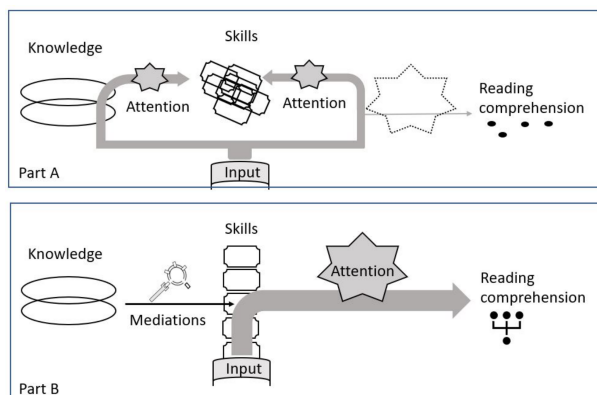 Skills
Knowledge
Attention
Attention
Reading
comprehension
Input
Part A
Skills
Knowledge
Attention
Reading
comprehension
Mediations
Input
Part B